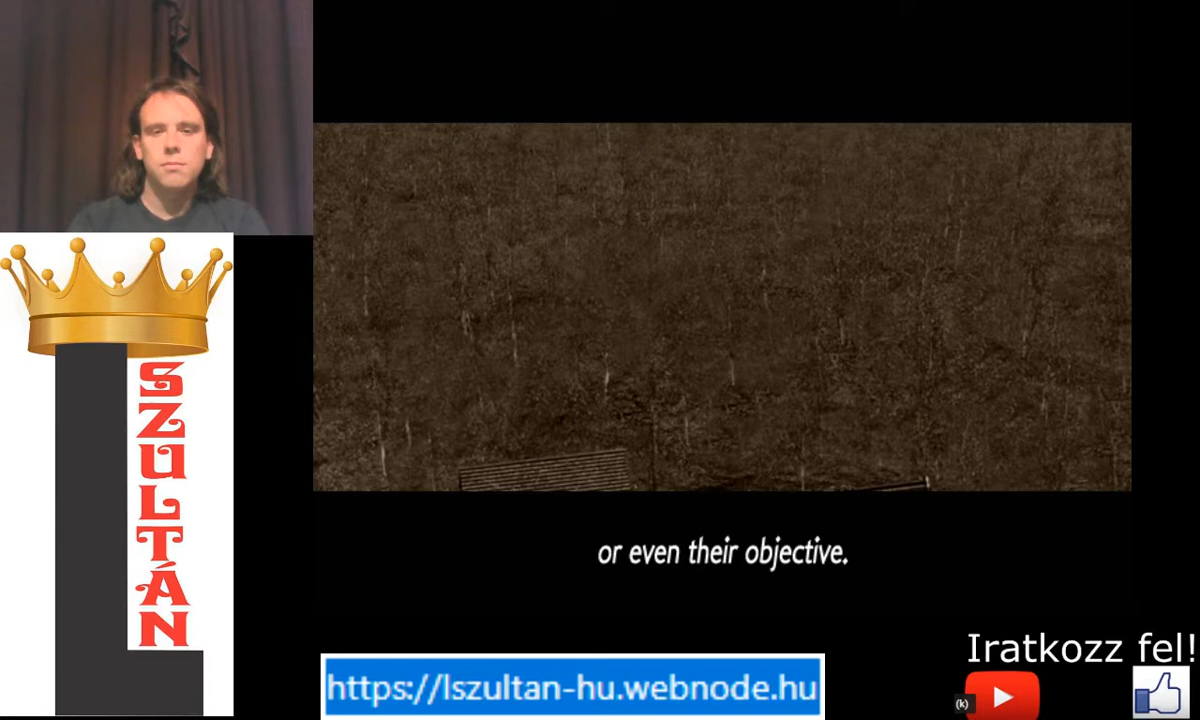 L
SZULTÁN
or even their objective.
Iratkozz fel!
https://lszultan-hu.webnode.hu
(k)